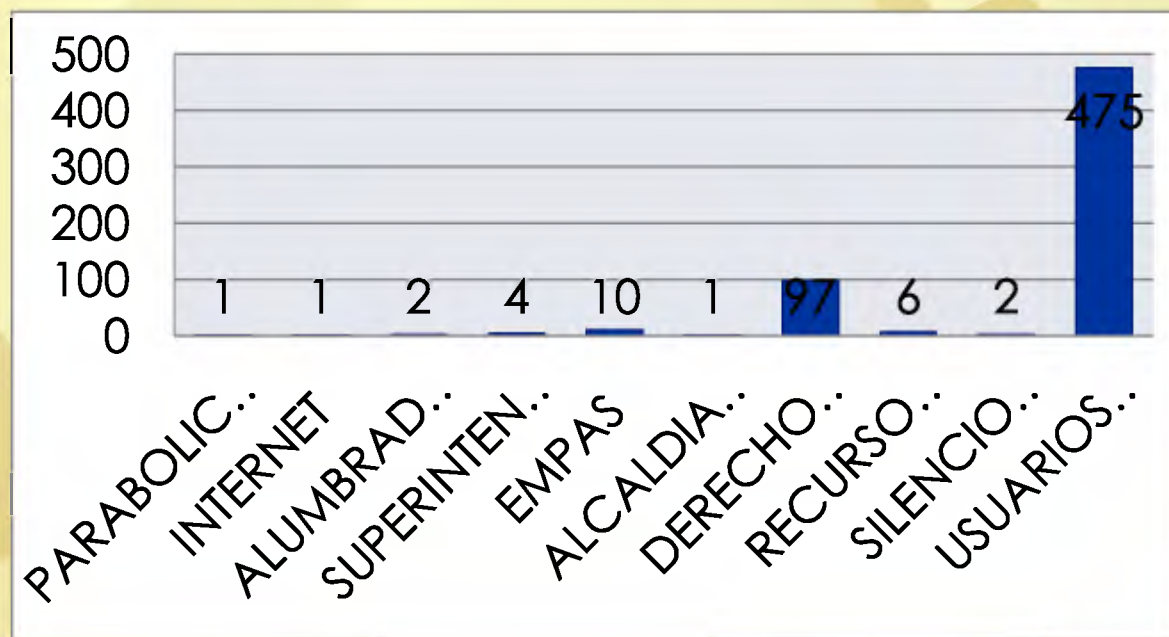 500
400
300
200
100
0
1 1 2 4 10 1 97 6 2 475
PARABOLIC..
INTERNET
ALUMBRAD..
SUPERINTEN..
EMPAS
ALCALDIA..
DERECHO..
RECURSO..
SILENCIO..
USUARIOS..